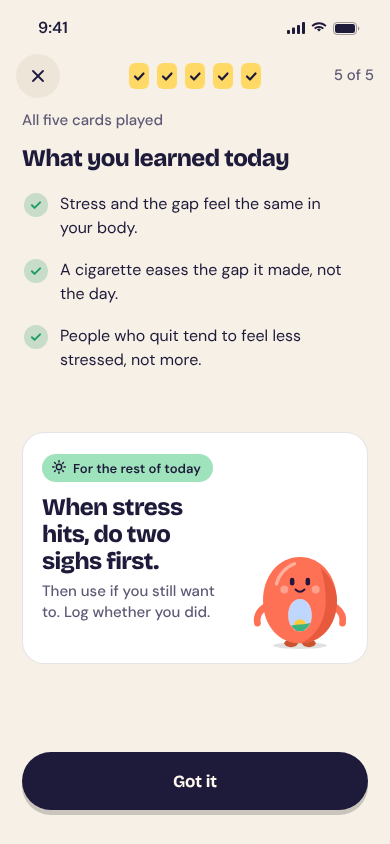 9:41
5 of 5
All five cards played
What you learned today
Stress and the gap feel the same in
your body.
A cigarette eases the gap it made, not
the day.
People who quit tend to feel less
stressed, not more.
For the rest of today
When stress
hits, do two
sighs first.
Then use if you still want
to. Log whether you did.
Got it